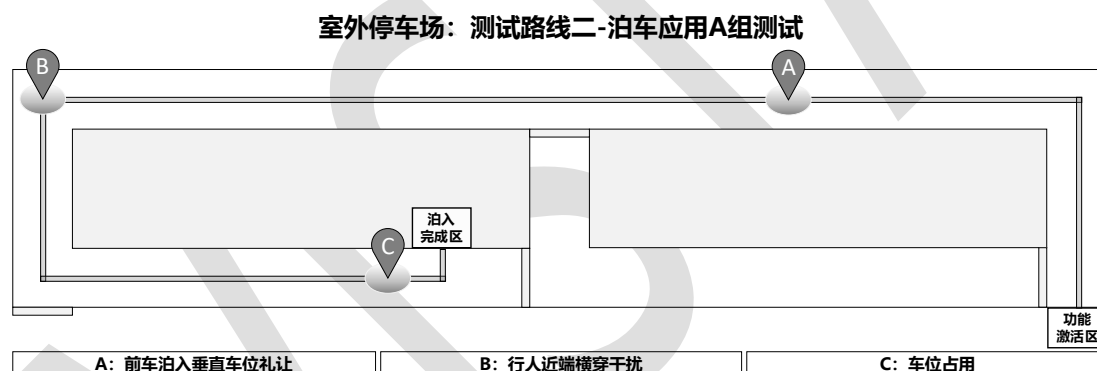 室外停车场：测试路线二-泊车应用A组测试
B
A
泊入
完成区
C
功能
激活区
A：前车泊入垂直车位礼让
B：行人近端横穿干扰
C：车位占用